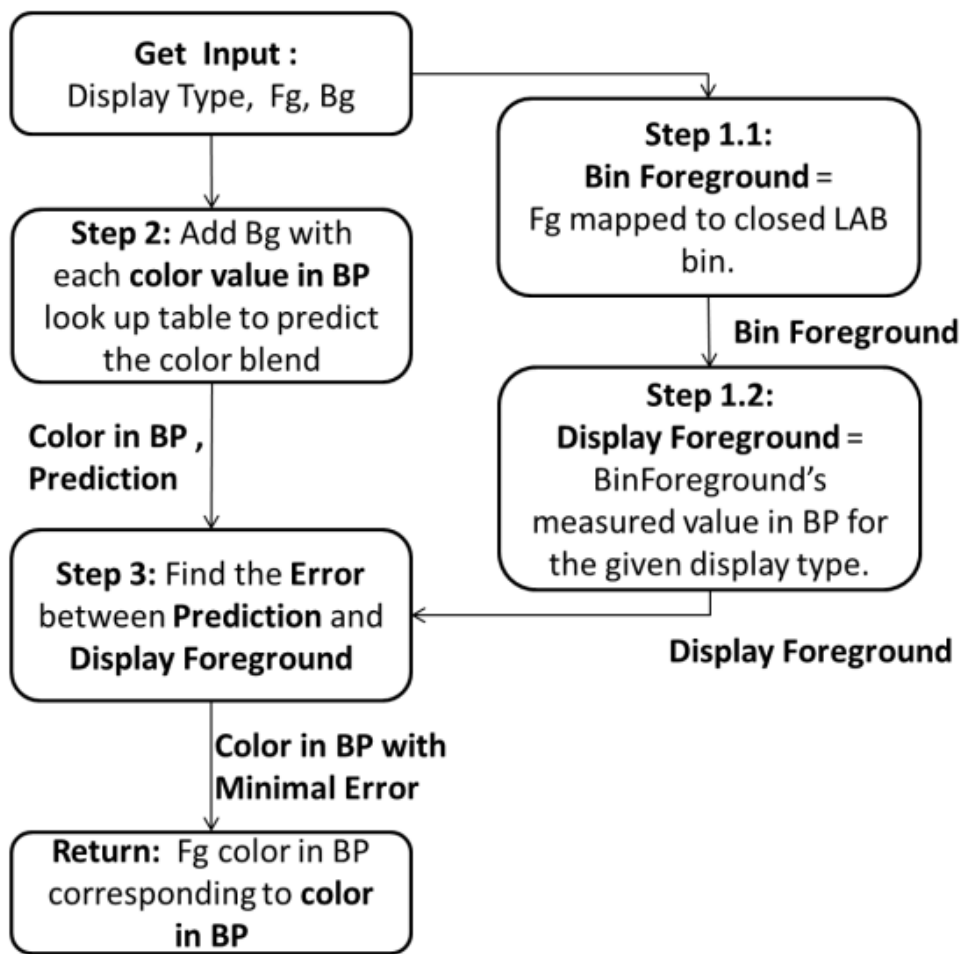 Get Input :
Display Type, Fg, Bg
Step 1.1:
Bin Foreground =
Fg mapped to closed LAB
bin.
Step 2: Add Bg with
each color value in BP
look up table to predict
the color blend
Bin Foreground
Step 1.2:
Display Foreground =
BinForeground's
measured value in BP for
the given display type.
Color in BP ,
Prediction
Step 3: Find the Error
between Prediction and
Display Foreground
Display Foreground
Color in BP with
Minimal Error
Return: Fg color in BP
corresponding to color
in BP